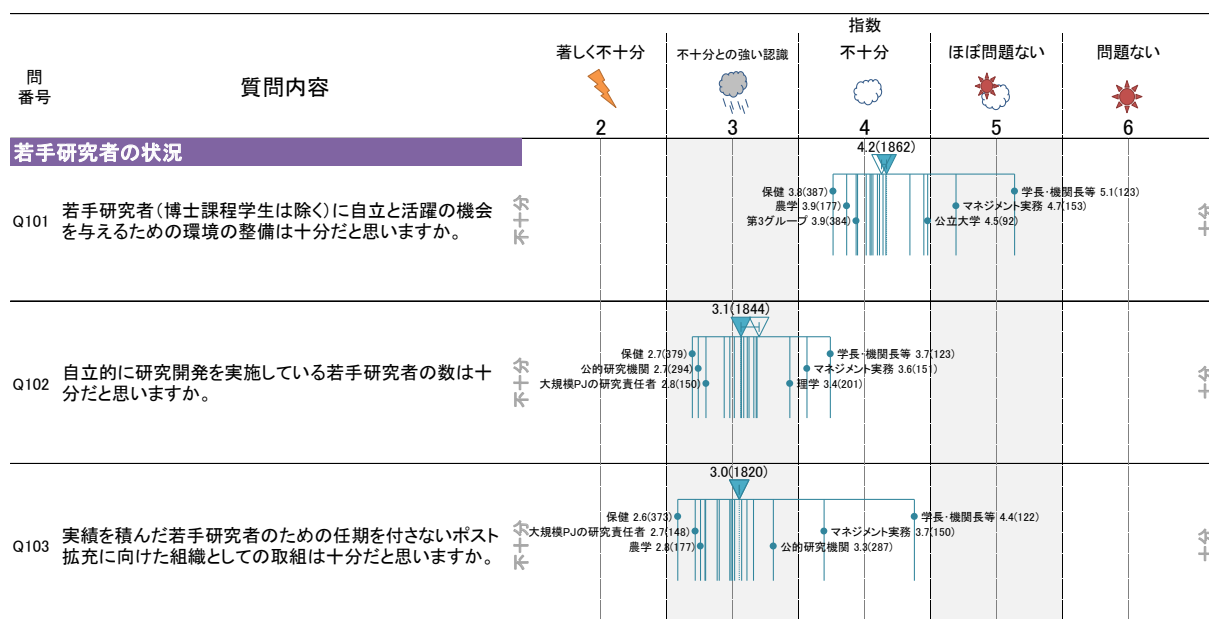 指数
著しく不十分 不十分との強い認識 不十分 ほぼ問題ない 問題ない
問番号 質問内容
2 3 4 5 6
若手研究者の状況
4.2(1862)
Q101 若手研究者(博士課程学生は除く)に自立と活躍の機会
を与えるための環境の整備は十分だと思いますか。
不十分
保健 3.8(387) 学長・機関長等 5.1(123)
農学 3.9(177) マネジメント実務 4.7(153)
第3グループ 3.9(384) 公立大学 4.5(92)
十分
3.1(1844)
Q102 自立的に研究開発を実施している若手研究者の数は十
分だと思いますか。
不十分
保健 2.7(379) 学長・機関長等 3.7(123)
公的研究機関 2.7(294) マネジメント実務 3.6(151)
大規模PJの研究責任者 2.8(150) 理学 3.4(201)
十分
3.0(1820)
Q103 実績を積んだ若手研究者のための任期を付さないポスト
拡充に向けた組織としての取組は十分だと思いますか。
不十分
保健 2.6(373) 学長・機関長等 4.4(122)
大規模PJの研究責任者 2.7(148) マネジメント実務 3.7(150)
農学 2.8(177) 公的研究機関 3.3(287)
十分